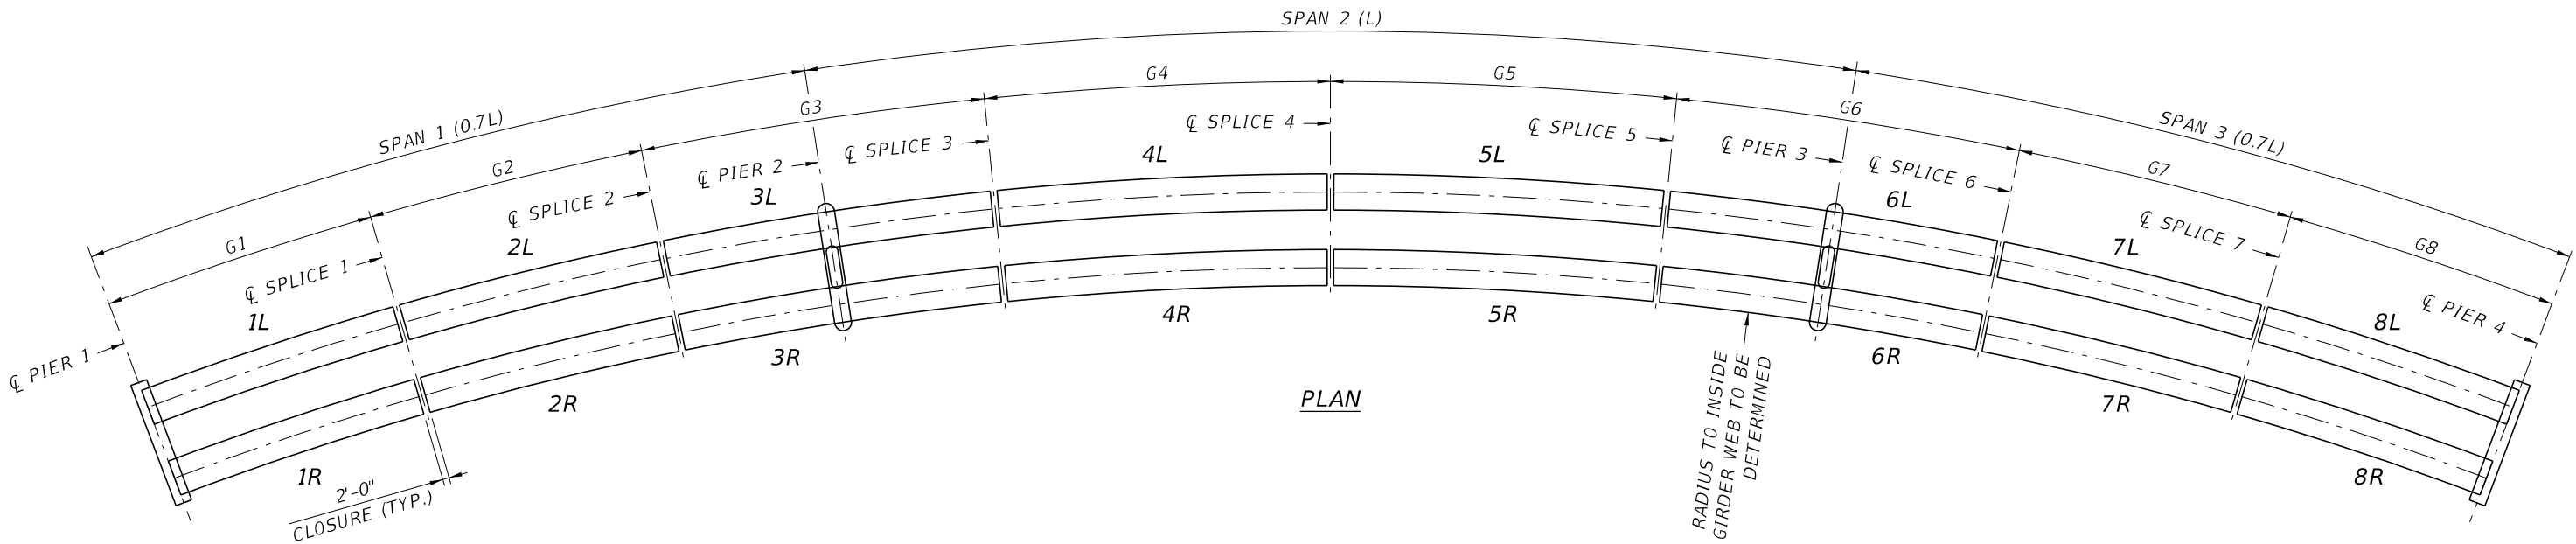 SPAN 2 (L)
SPAN 1 (0.7L)
SPAN 3 (0.7L)
G1
G2
G3
G4
G5
G6
G7
G8
℄ PIER 1
℄ SPLICE 1
℄ SPLICE 2
℄ PIER 2
℄ SPLICE 3
℄ SPLICE 4
℄ SPLICE 5
℄ PIER 3
℄ SPLICE 6
℄ SPLICE 7
℄ PIER 4
1L
2L
3L
4L
5L
6L
7L
8L
1R
2R
3R
4R
5R
6R
7R
8R
2'-0"
CLOSURE (TYP.)
RADIUS TO INSIDE
GIRDER WEB TO BE
DETERMINED
PLAN